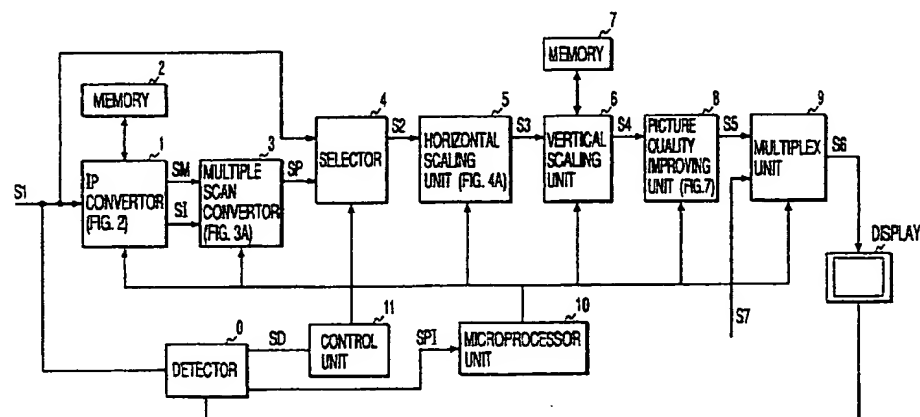 7
MEMORY
2
MEMORY
4
S2
5
S3
6
S4
8
S5
9
S6
1
SM
3
SP
SELECTOR
HORIZONTAL
SCALING
UNIT (FIG. 4A)
VERTICAL
SCALING
UNIT
PICTURE
QUALITY
IMPROVING
UNIT (FIG.7)
MULTIPLEX
UNIT
S1
IP
CONVERTOR
(FIG. 2)
SI
MULTIPLE
SCAN
CONVERTOR
(FIG. 3A)
DISPLAY
S7
0
DETECTOR
SD
11
CONTROL
UNIT
SPI
10
MICROPROCESSOR
UNIT